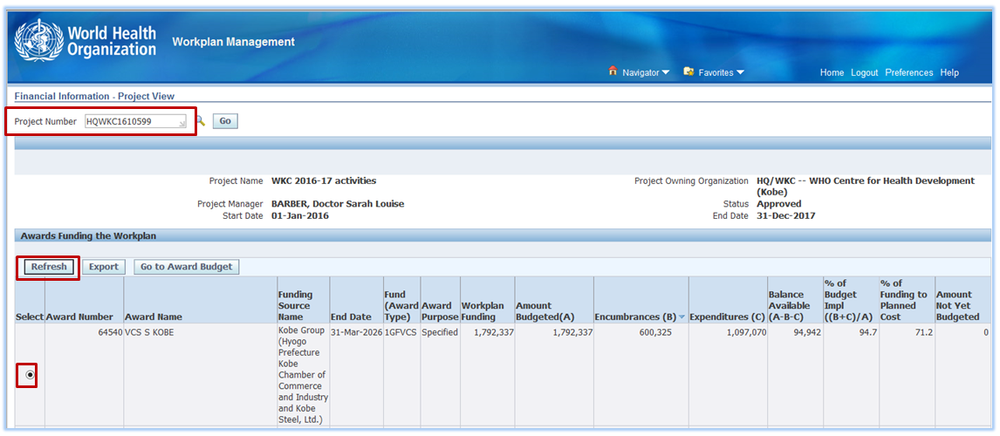 World Health
Organization
Workplan Management
Navigator Favorites Home Logout Preferences Help
Financial Information - Project View
Project Number HQWKC1610599 Go
Project Name WKC 2016-17 activities
Project Owning Organization HQ/WKC -- WHO Centre for Health Development
(Kobe)
Project Manager BARBER, Doctor Sarah Louise
Status Approved
Start Date 01-Jan-2016
End Date 31-Dec-2017
Awards Funding the Workplan
Refresh Export Go to Award Budget
Select
Award Number
Award Name
Funding
Source
Name
End Date
Fund
(Award
Type)
Award
Purpose
Workplan
Funding
Amount
Budgeted(A)
Encumbrances (B)
Expenditures (C)
Balance
Available
(A-B-C)
% of
Budget
Impl
((B+C)/A)
% of
Funding to
Planned
Cost
Amount
Not Yet
Budgeted
64540
VCS S KOBE
Kobe Group
(Hyogo
Prefecture
Kobe
Chamber of
Commerce
and Industry
and Kobe
Steel, Ltd.)
31-Mar-2026
1GFVCS
Specified
1,792,337
1,792,337
600,325
1,097,070
94,942
94.7
71.2
0